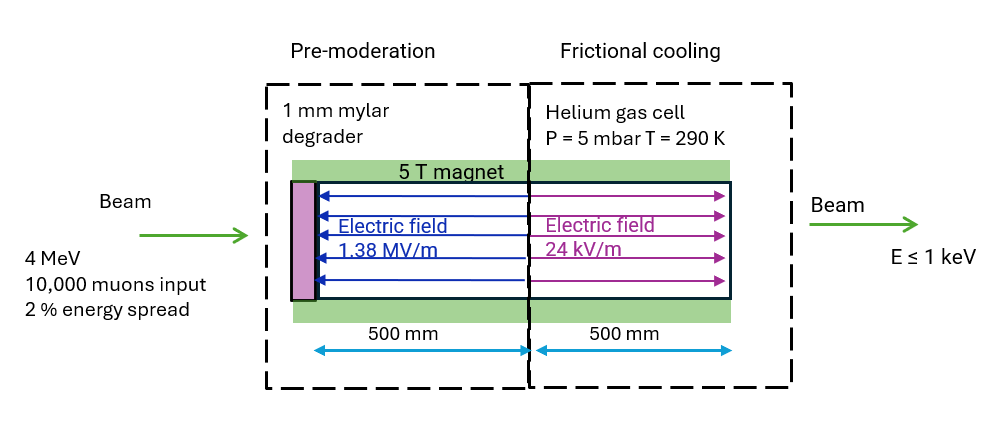 Pre-moderation
Frictional cooling
1 mm mylar
degrader
Helium gas cell
P = 5 mbar T = 290 K
5 T magnet
Beam
4 MeV
10,000 muons input
2 % energy spread
Electric field
1.38 MV/m
Electric field
24 kV/m
Beam
E ≤ 1 keV
500 mm
500 mm